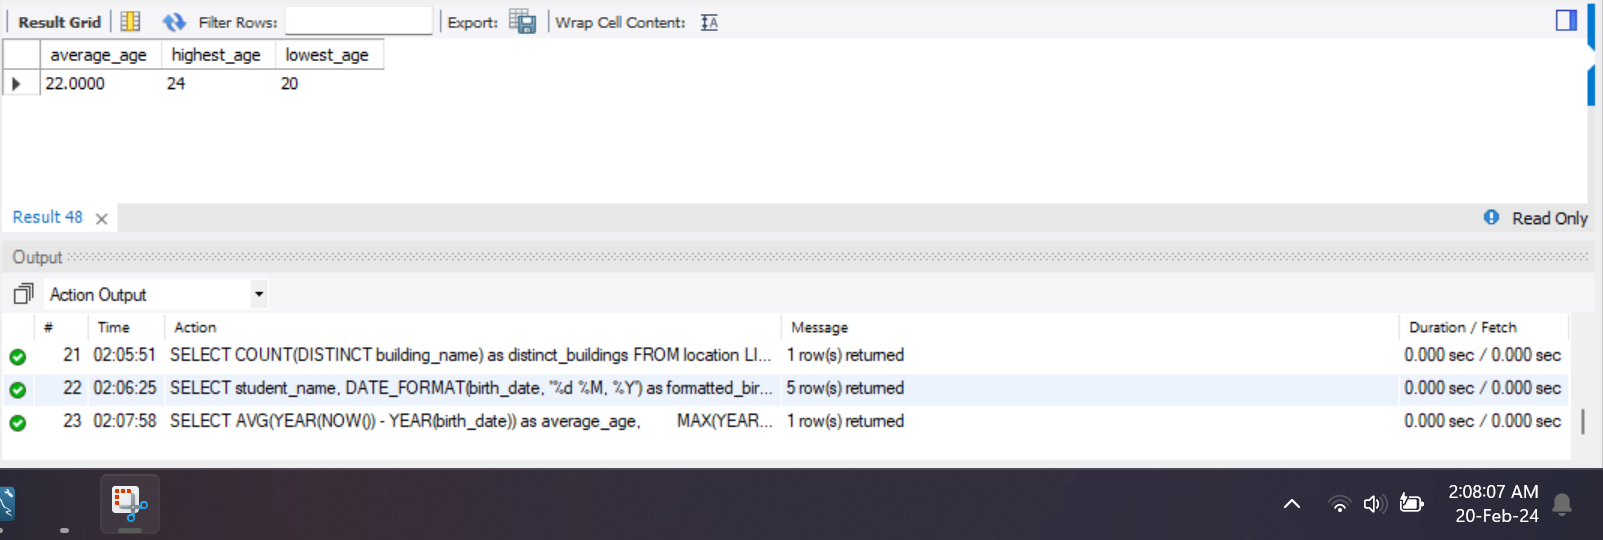 Result Grid Filter Rows: Export: Wrap Cell Content: IA
average_age highest_age lowest_age
22.0000 24 20
Result 48 Read Only
Output
Action Output
# Time Action Message Duration / Fetch
21 02:05:51 SELECT COUNT(DISTINCT building_name) as distinct_buildings FROM location LI... 1 row(s) returned 0.000 sec / 0.000 sec
22 02:06:25 SELECT student_name, DATE_FORMAT(birth_date, "%d %M, %Y") as formatted_bir... 5 row(s) returned 0.000 sec / 0.000 sec
23 02:07:58 SELECT AVG(YEAR(NOW()) - YEAR(birth_date)) as average_age, MAX(YEAR... 1 row(s) returned 0.000 sec / 0.000 sec
2:08:07 AM
20-Feb-24